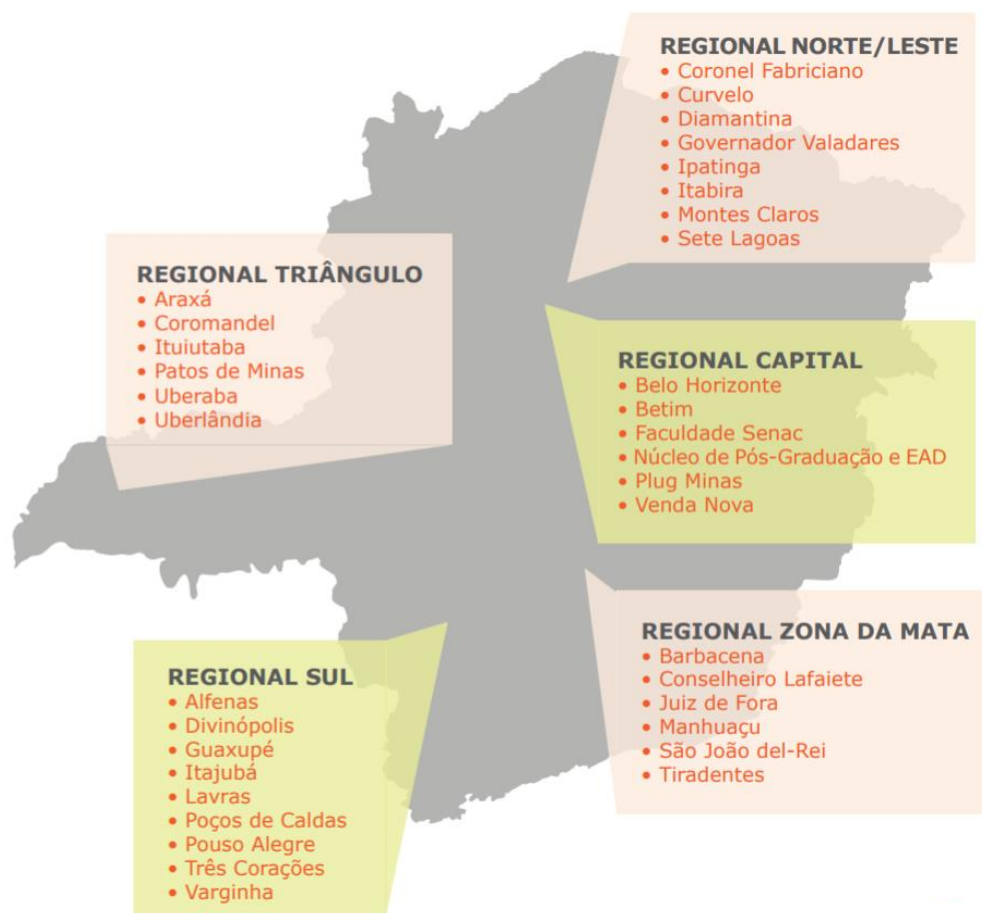 REGIONAL NORTE/LESTE
• Coronel Fabriciano
• Curvelo
• Diamantina
• Governador Valadares
• Ipatinga
• Itabira
• Montes Claros
• Sete Lagoas
REGIONAL TRIÂNGULO
• Araxá
• Coromandel
• Ituiutaba
• Patos de Minas
• Uberaba
• Uberlândia
REGIONAL CAPITAL
• Belo Horizonte
• Betim
• Faculdade Senac
• Núcleo de Pós-Graduação e EAD
• Plug Minas
• Venda Nova
REGIONAL ZONA DA MATA
• Barbacena
• Conselheiro Lafaiete
• Juiz de Fora
• Manhuaçu
• São João del-Rei
• Tiradentes
REGIONAL SUL
• Alfenas
• Divinópolis
• Guaxupé
• Itajubá
• Lavras
• Poços de Caldas
• Pouso Alegre
• Três Corações
• Varginha